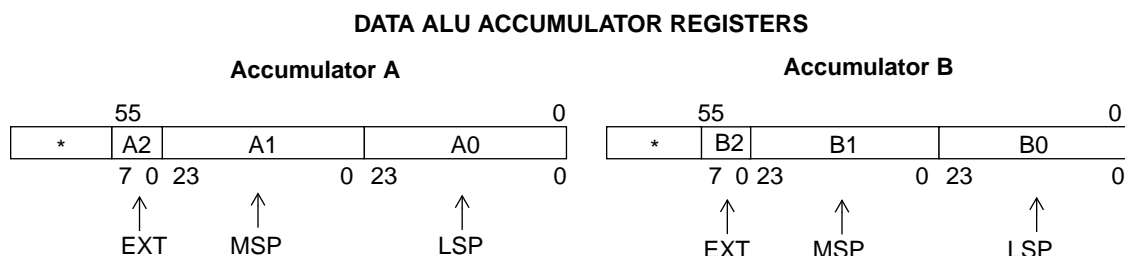 DATA ALU ACCUMULATOR REGISTERS
Accumulator A Accumulator B
55 0 55 0
* A2 A1 A0 * B2 B1 B0
7 0 23 0 23 0 7 0 23 0 23 0
EXT MSP LSP EXT MSP LSP